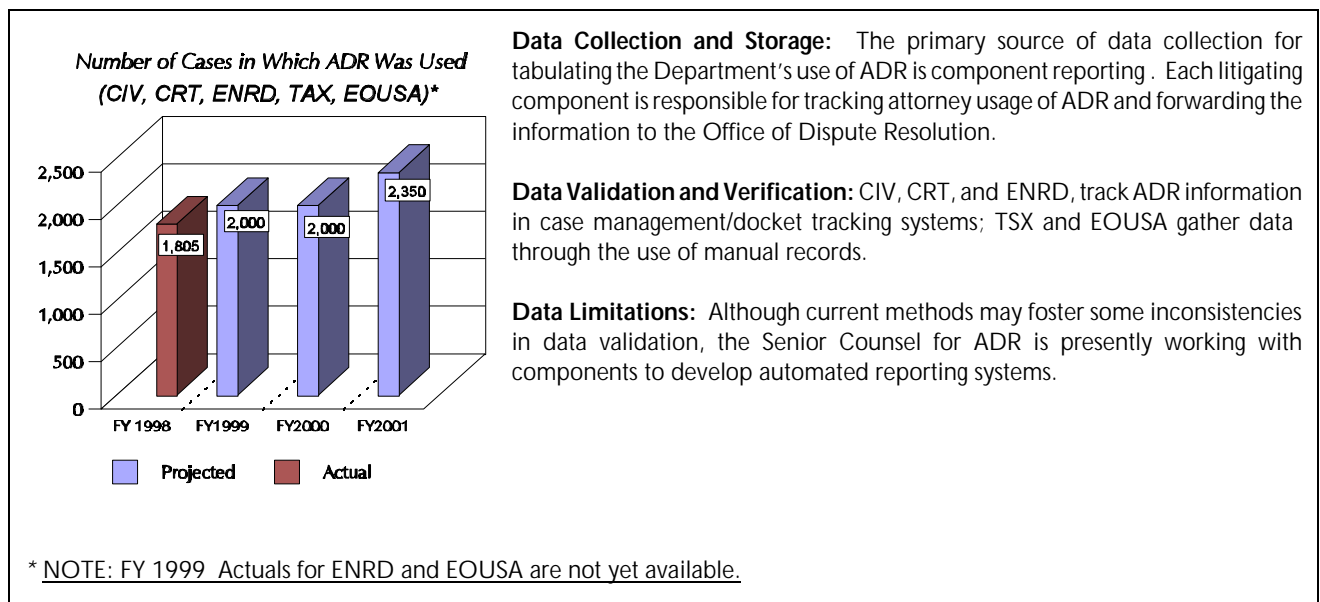 Number of Cases in Which ADR Was Used
(CIV, CRT, ENRD, TAX, EOUSA)*
2,500
2,000
1,500
1,000
500
0
1,805
2,000
2,000
2,350
FY 1998 FY1999 FY2000 FY2001
Projected Actual
Data Collection and Storage: The primary source of data collection for
tabulating the Department's use of ADR is component reporting . Each litigating
component is responsible for tracking attorney usage of ADR and forwarding the
information to the Office of Dispute Resolution.
Data Validation and Verification: CIV, CRT, and ENRD, track ADR information
in case management/docket tracking systems; TSX and EOUSA gather data
through the use of manual records.
Data Limitations: Although current methods may foster some inconsistencies
in data validation, the Senior Counsel for ADR is presently working with
components to develop automated reporting systems.
* NOTE: FY 1999 Actuals for ENRD and EOUSA are not yet available.